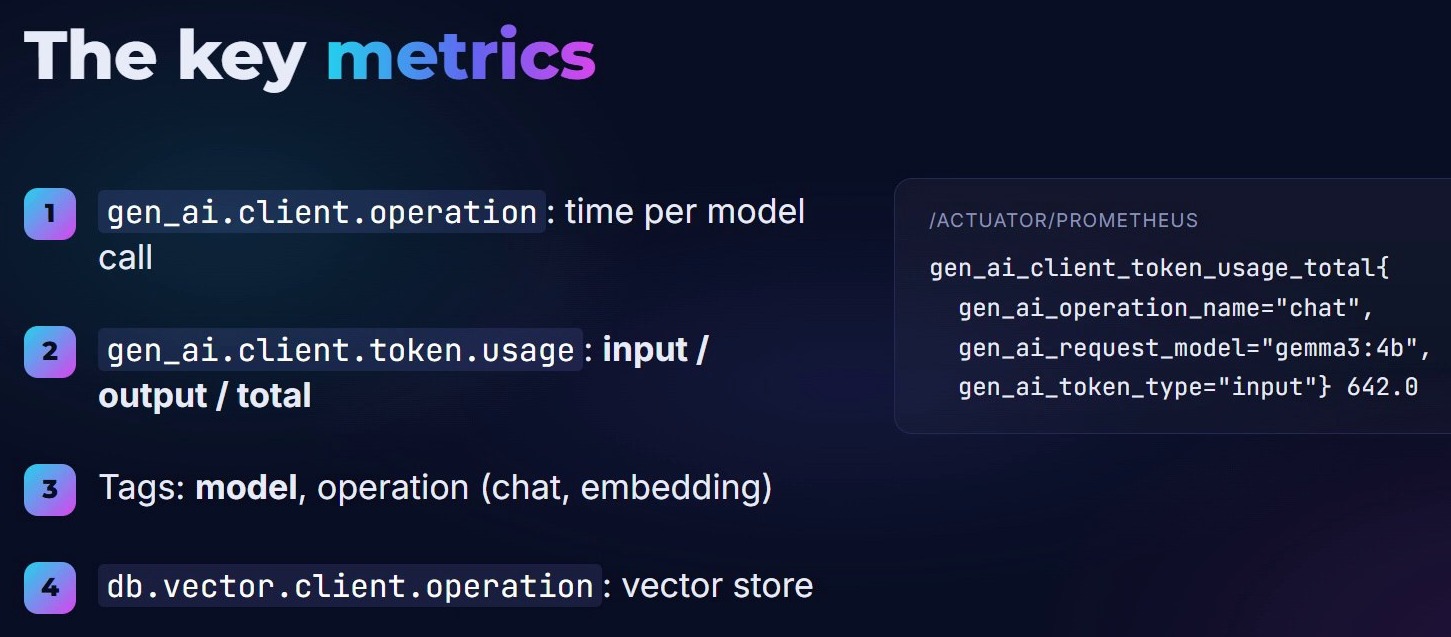 The key metrics
1 gen_ai.client.operation: time per model
call
2 gen_ai.client.token.usage: input /
output / total
3 Tags: model, operation (chat, embedding)
4 db.vector.client.operation: vector store
/ACTUATOR/PROMETHEUS
gen_ai_client_token_usage_total{
gen_ai_operation_name="chat",
gen_ai_request_model="gemma3:4b",
gen_ai_token_type="input"} 642.0